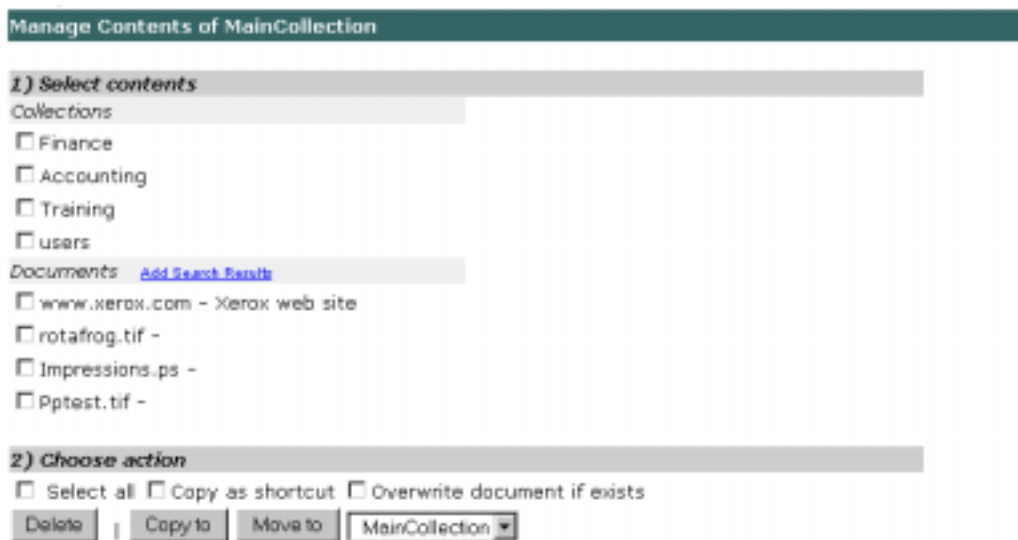 Manage Contents of MainCollection
1) Select contents
Collections
Finance
Accounting
Training
users
Documents Add Search Results
www.xerox.com - Xerox web site
rotafrog.tif -
Impressions.ps -
Pptest.tif -
2) Choose action
Select all Copy as shortcut Overwrite document if exists
Delete | Copy to Move to MainCollection